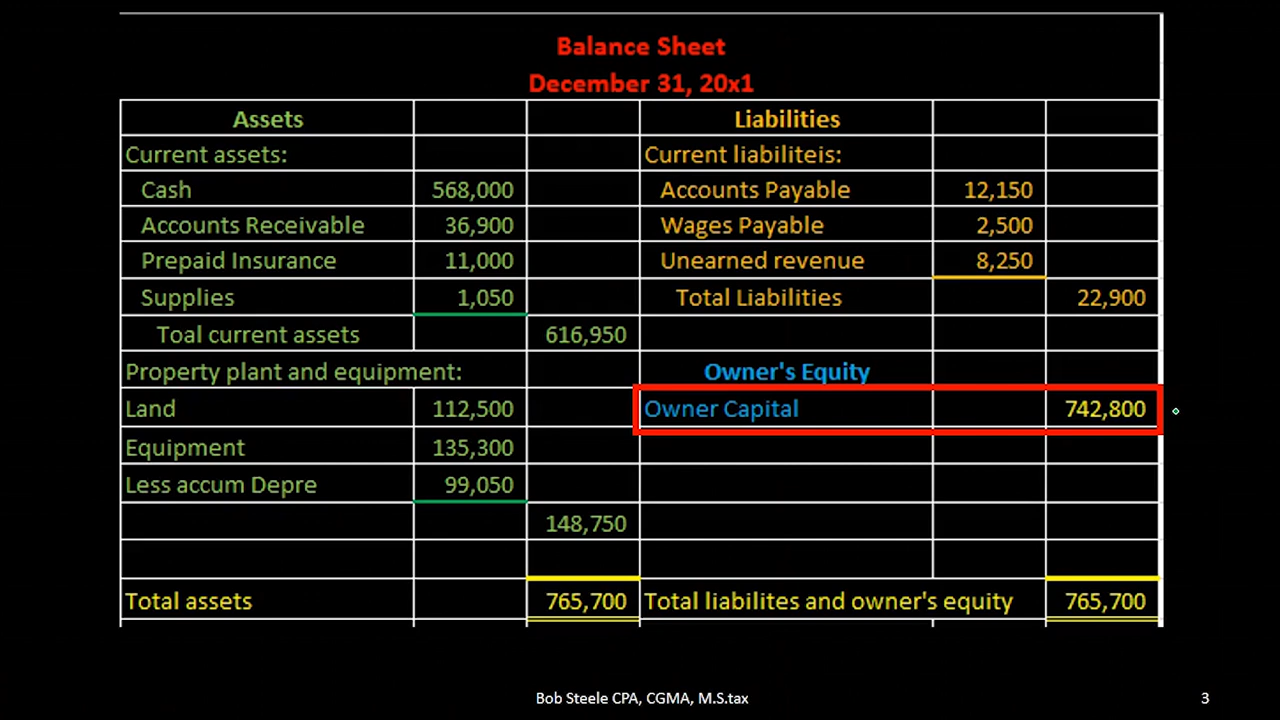 Balance Sheet
December 31, 20x1
Assets Liabilities
Current assets: Current liabiliteis:
Cash 568,000 Accounts Payable 12,150
Accounts Receivable 36,900 Wages Payable 2,500
Prepaid Insurance 11,000 Unearned revenue 8,250
Supplies 1,050 Total Liabilities 22,900
Toal current assets 616,950
Property plant and equipment: Owner's Equity
Land 112,500 Owner Capital 742,800
Equipment 135,300
Less accum Depre 99,050
148,750
Total assets 765,700 Total liabilites and owner's equity 765,700
Bob Steele CPA, CGMA, M.S.tax 3